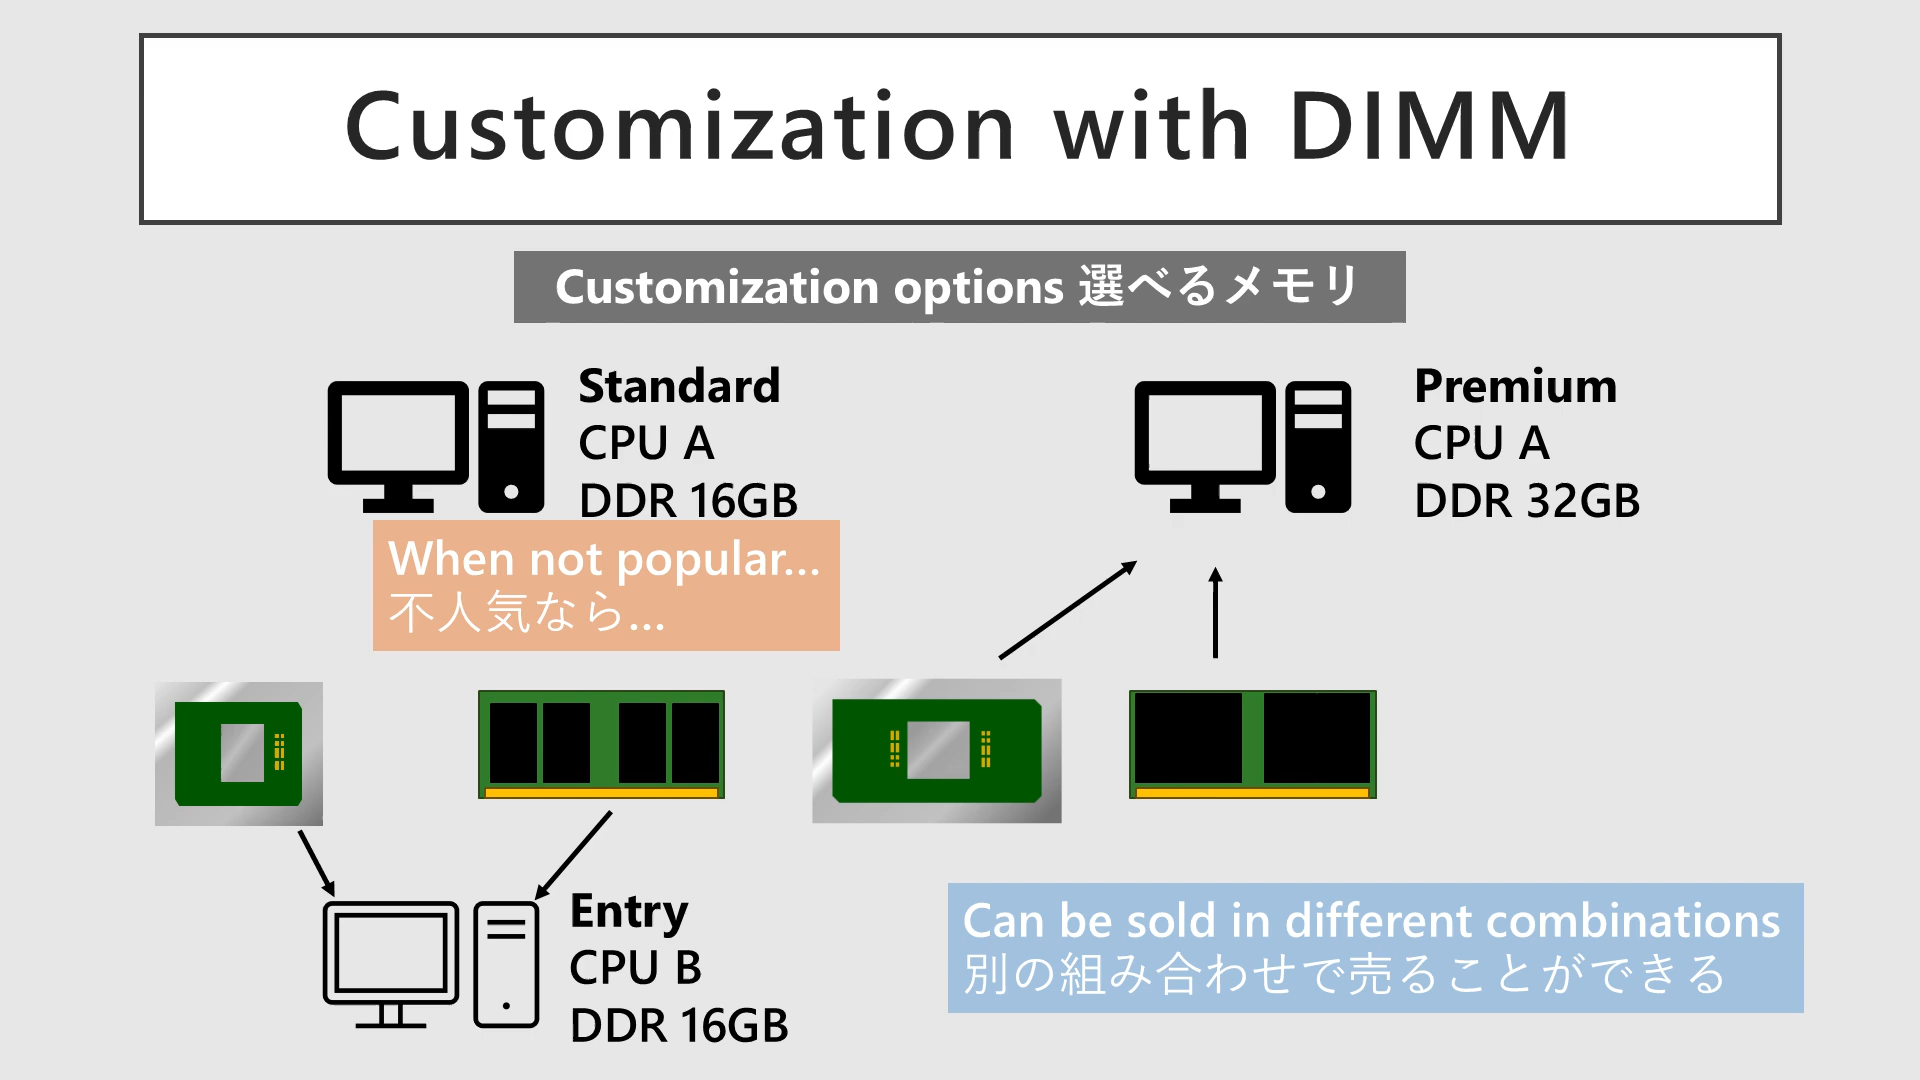 Customization with DIMM
Customization options 選べるメモリ
Standard
CPU A
DDR 16GB
Premium
CPU A
DDR 32GB
When not popular...
不人気なら...
Entry
CPU B
DDR 16GB
Can be sold in different combinations
別の組み合わせで売ることができる